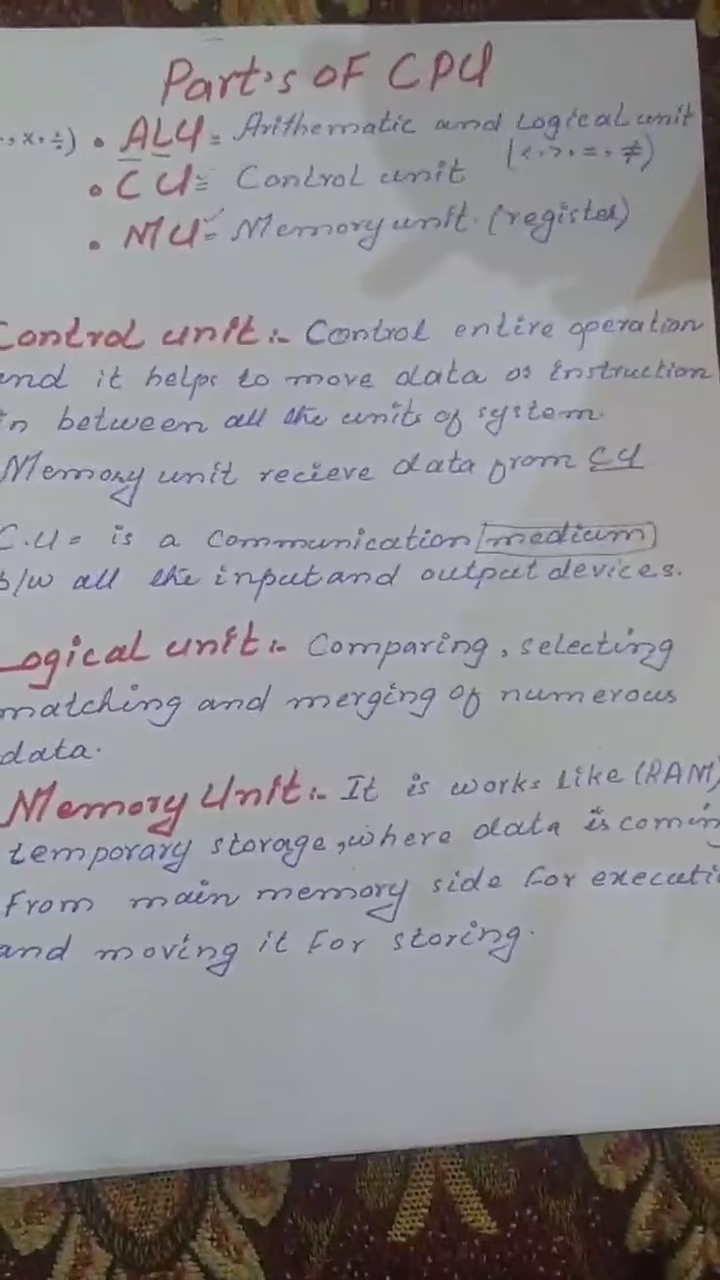 Part's OF CPU
, x, ÷) • ALU = Arithematic and Logical unit
(<, >, =, ≠)
• CU = Control unit
• MU = Memory unit. (register)
Control unit :- Control entire operation
and it helps to move data or instruction
in between all the units of system.
Memory unit recieve data from CU
C.U = is a communication medium
b/w all the input and output devices.
Logical unit :- Comparing, selecting
matching and merging of numerous
data.
Memory Unit :- It is works like (RAM)
temporary storage, where data is comin
From main memory side for executi
and moving it for storing.